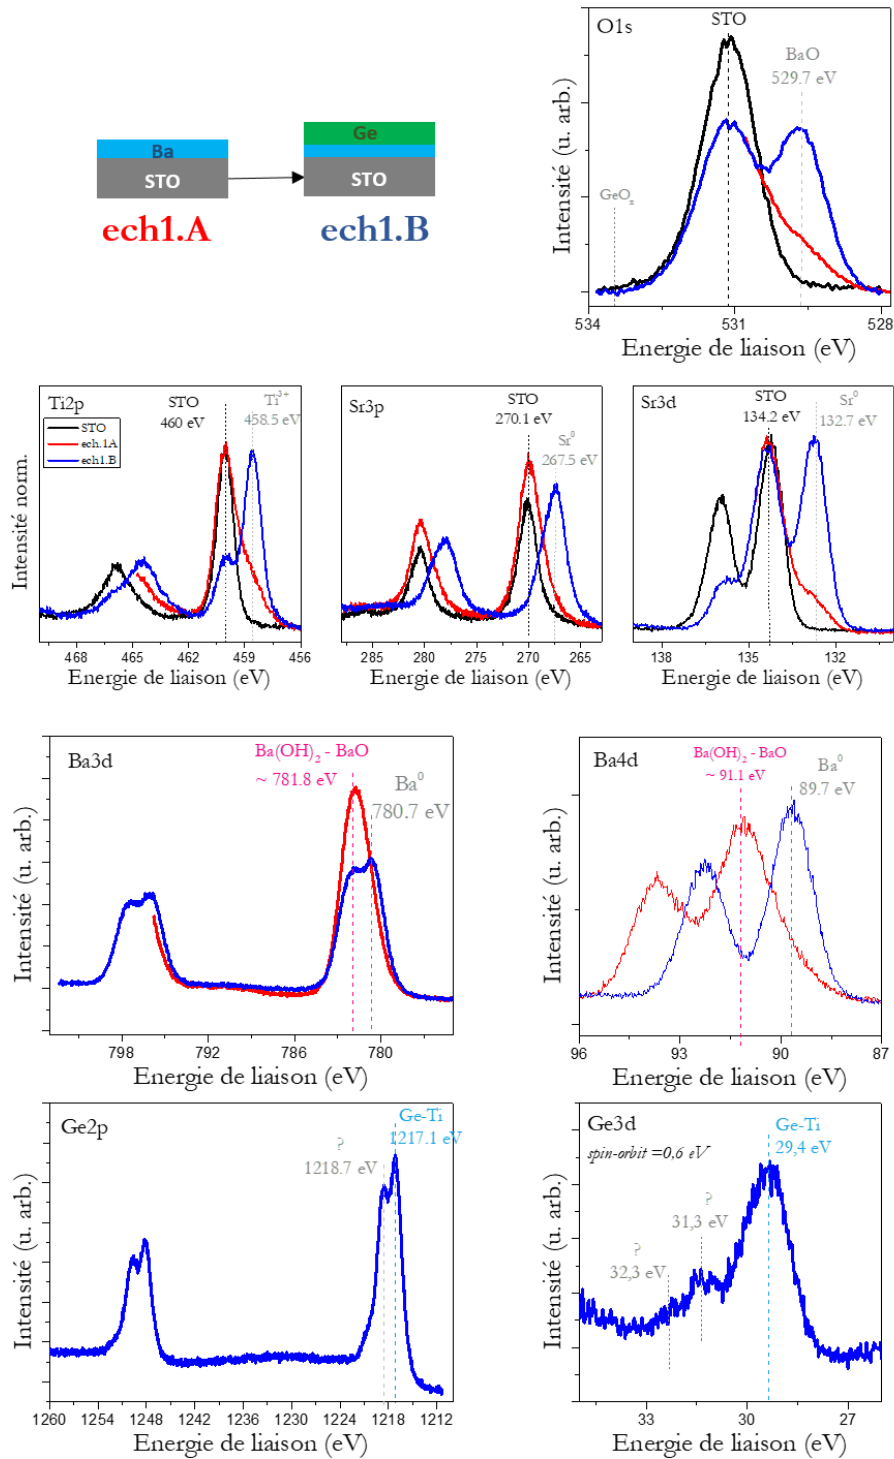 Ba
STO
ech1.A
Ge
STO
ech1.B
STO
O1s
BaO
529.7 eV
GeOx
Intensité (u. arb.)
534
531
528
Energie de liaison (eV)
Ti2p
STO
460 eV
Ti³⁺
458.5 eV
STO
ech.1A
ech1.B
Intensité norm.
468
465
462
459
456
Energie de liaison (eV)
Sr3p
STO
270.1 eV
Sr⁰
267.5 eV
285
280
275
270
265
Energie de liaison (eV)
Sr3d
STO
134.2 eV
Sr⁰
132.7 eV
138
134
132
Energie de liaison (eV)
Ba3d
Ba(OH)₂ - BaO
~ 781.8 eV
Ba⁰
780.7 eV
Intensité (u. arb.)
798
792
786
780
Energie de liaison (eV)
Ba4d
Ba(OH)₂ - BaO
~ 91.1 eV
Ba⁰
89.7 eV
Intensité (u. arb.)
96
93
90
87
Energie de liaison (eV)
Ge2p
Ge-Ti
1217.1 eV
?
1218.7 eV
Intensité (u. arb.)
1260
1254
1248
1242
1236
1230
1224
1218
1212
Energie de liaison (eV)
Ge3d
Ge-Ti
29,4 eV
spin-orbit =0,6 eV
?
31,3 eV
?
32,3 eV
Intensité (u. arb.)
33
30
27
Energie de liaison (eV)